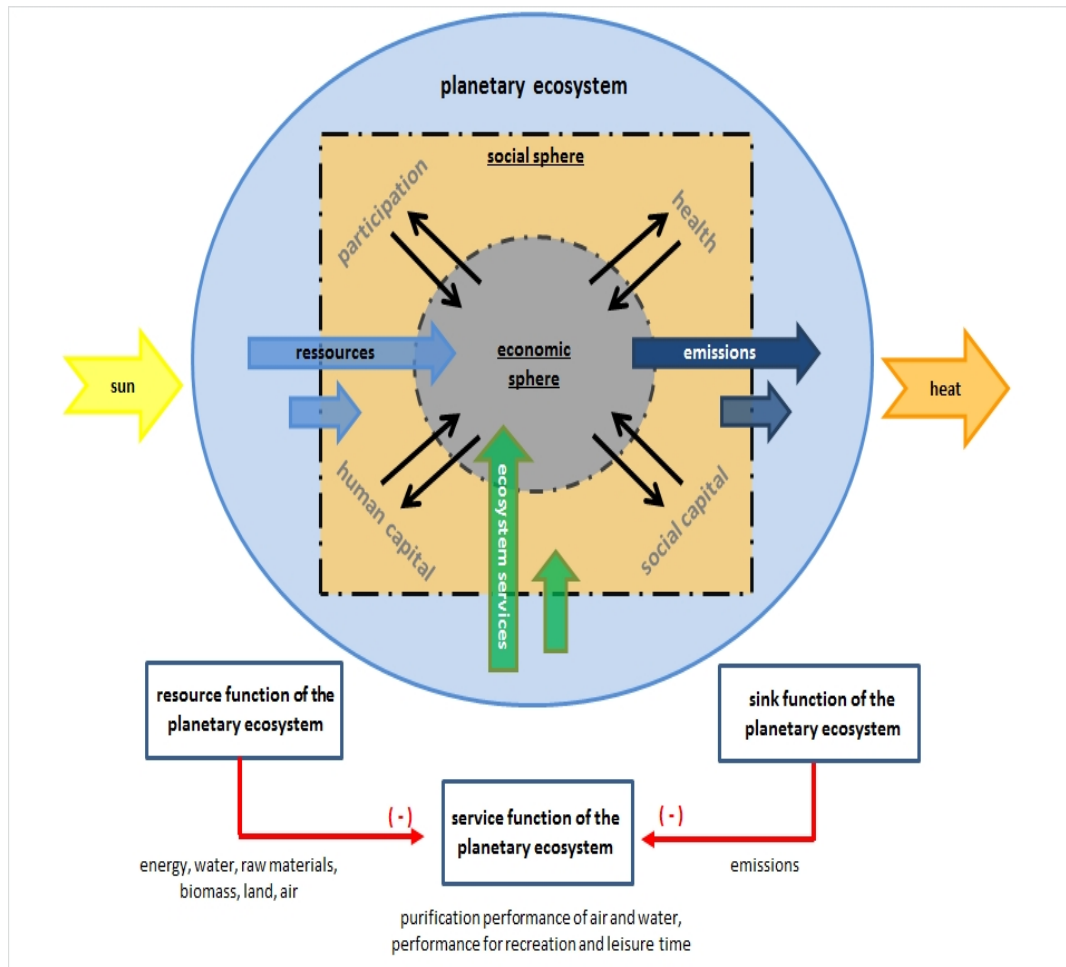 planetary ecosystem
social sphere
participation
health
ressources
economic
sphere
emissions
sun
heat
human capital
ecosystem services
social capital
resource function of the
planetary ecosystem
sink function of the
planetary ecosystem
( - )
( - )
service function of the
planetary ecosystem
energy, water, raw materials,
biomass, land, air
emissions
purification performance of air and water,
performance for recreation and leisure time